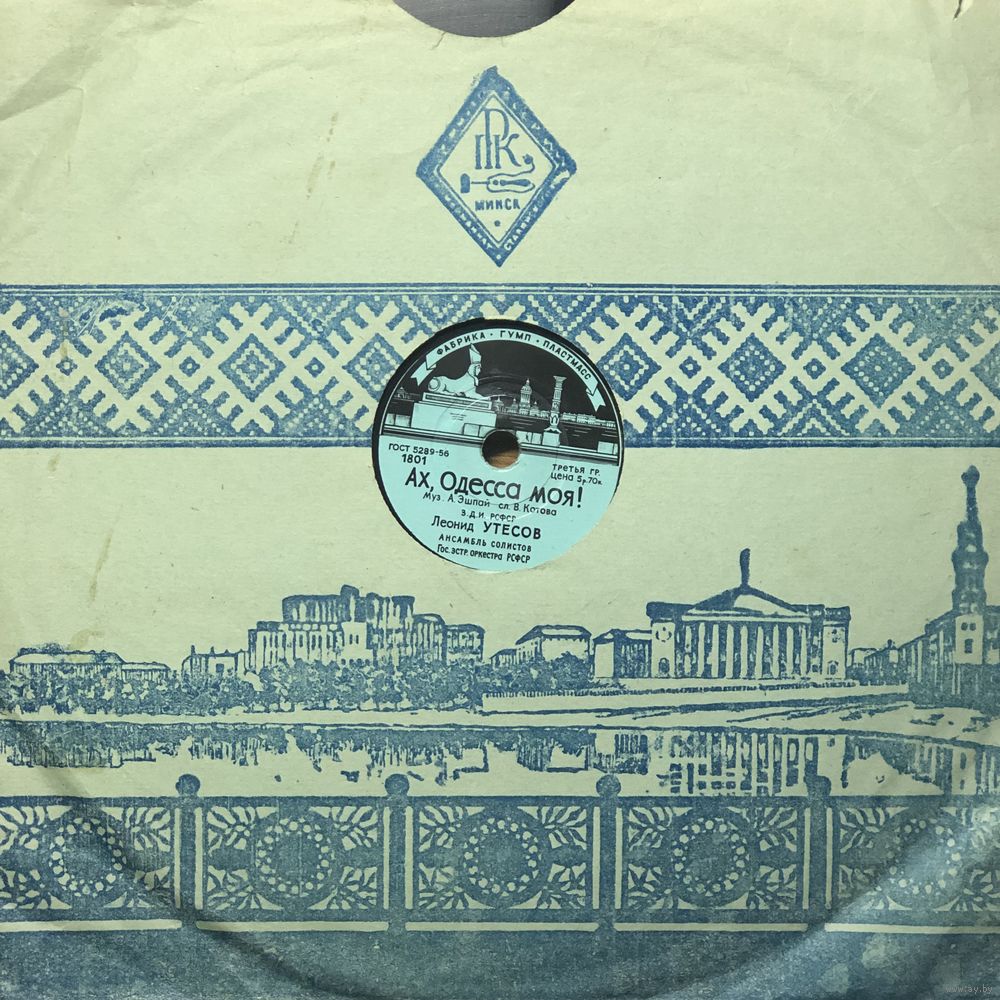 ПРК
МИНСК
ФАБРИКА · ГУМП · ПЛАСТМАСС
ГОСТ 5289-56
1801
ТРЕТЬЯ ГР.
ЦЕНА 5р.70к.
Ах, Одесса моя!
Муз. А. Эшпай сл. В. Котова
З.Д.И. РСФСР
Леонид УТЕСОВ
АНСАМБЛЬ СОЛИСТОВ
Гос. эстр. оркестра РСФСР
www.ay.by